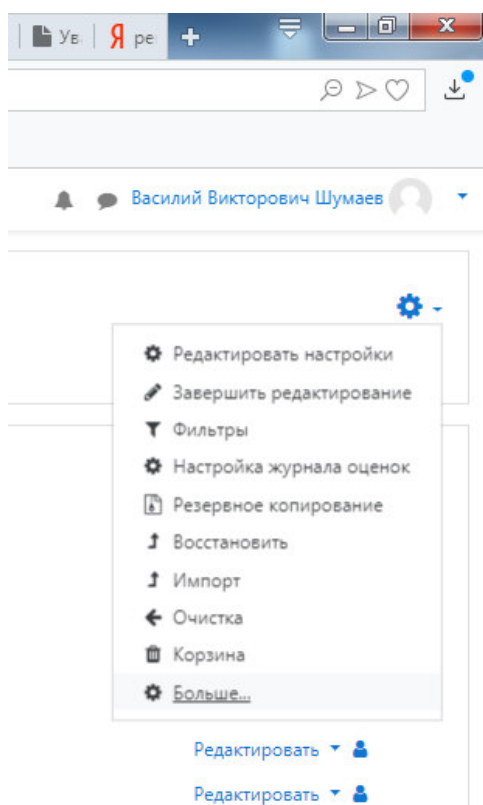 Ув
Я ре
Василий Викторович Шумаев
Редактировать настройки
Завершить редактирование
Фильтры
Настройка журнала оценок
Резервное копирование
Восстановить
Импорт
Очистка
Корзина
Больше...
Редактировать
Редактировать